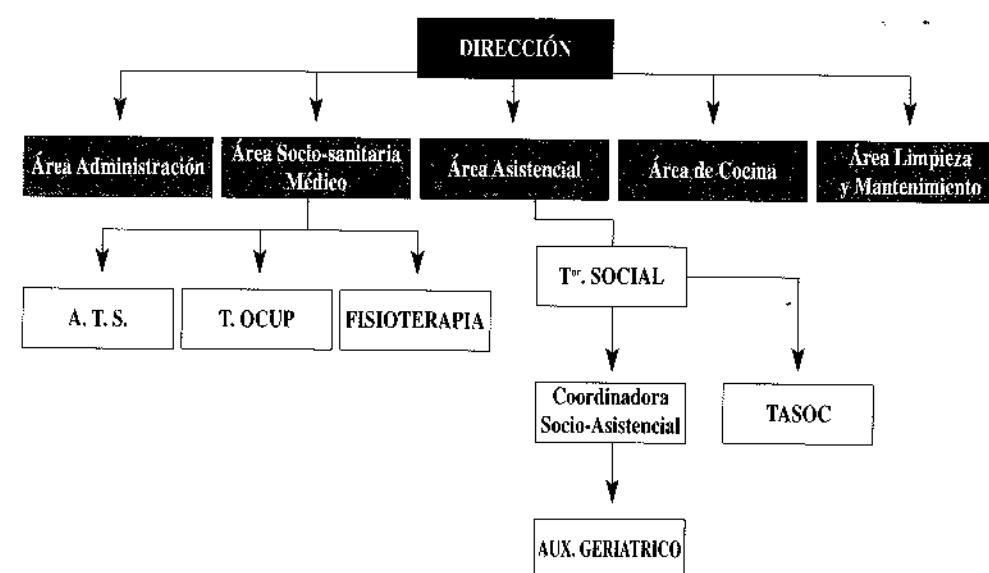 DIRECCIÓN
Área Administración
Área Socio-sanitaria
Médico
Área Asistencial
Área de Cocina
Área Limpieza
y Mantenimiento
A. T. S.
T. OCUP
FISIOTERAPIA
Tᵒʳ. SOCIAL
Coordinadora
Socio-Asistencial
TASOC
AUX. GERIATRICO